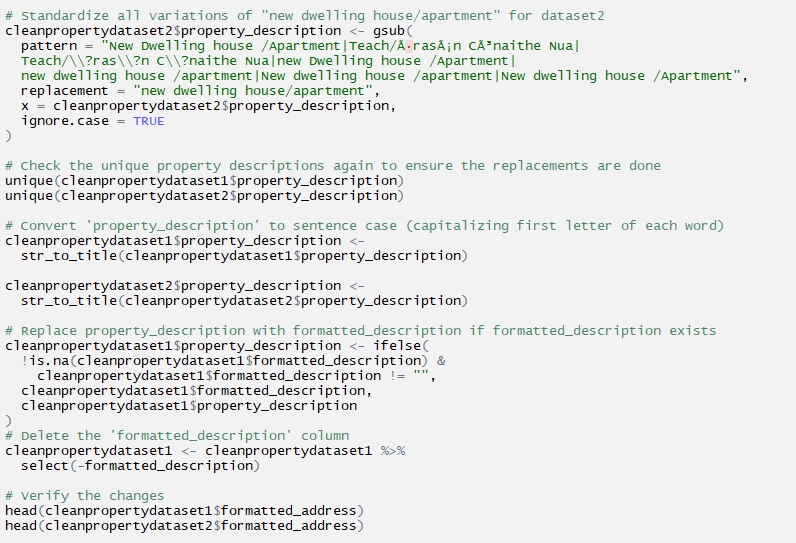 # Standardize all variations of "new dwelling house/apartment" for dataset2
cleanpropertydataset2$property_description <- gsub(
  pattern = "New Dwelling house /Apartment|Teach/Ã·rasÃ¡n CÃ³naithe Nua|
  Teach/\\?ras\\?n C\\?naithe Nua|new Dwelling house /Apartment|
  new dwelling house /apartment|New dwelling house /apartment|New dwelling house /Apartment",
  replacement = "new dwelling house/apartment",
  x = cleanpropertydataset2$property_description,
  ignore.case = TRUE
)

# Check the unique property descriptions again to ensure the replacements are done
unique(cleanpropertydataset1$property_description)
unique(cleanpropertydataset2$property_description)

# Convert 'property_description' to sentence case (capitalizing first letter of each word)
cleanpropertydataset1$property_description <-
  str_to_title(cleanpropertydataset1$property_description)

cleanpropertydataset2$property_description <-
  str_to_title(cleanpropertydataset2$property_description)

# Replace property_description with formatted_description if formatted_description exists
cleanpropertydataset1$property_description <- ifelse(
  !is.na(cleanpropertydataset1$formatted_description) &
    cleanpropertydataset1$formatted_description != "",
  cleanpropertydataset1$formatted_description,
  cleanpropertydataset1$property_description
)
# Delete the 'formatted_description' column
cleanpropertydataset1 <- cleanpropertydataset1 %>%
  select(-formatted_description)

# Verify the changes
head(cleanpropertydataset1$formatted_address)
head(cleanpropertydataset2$formatted_address)